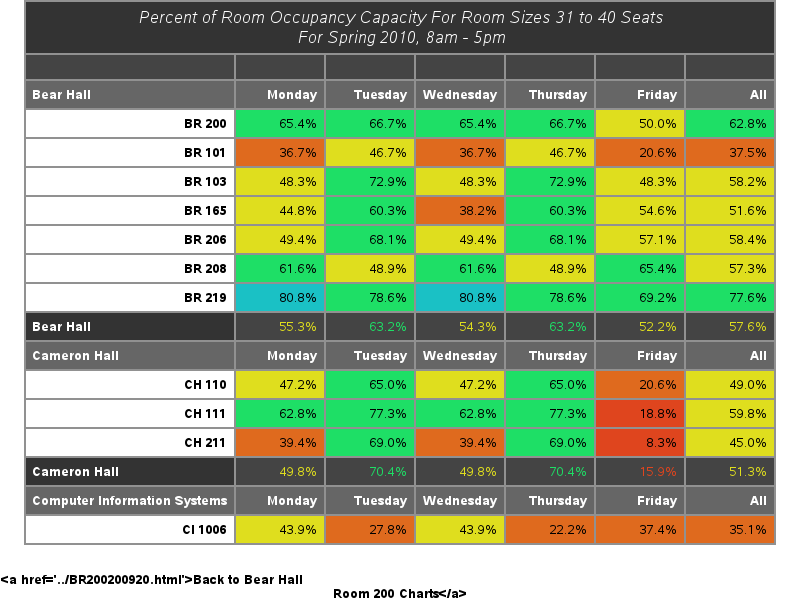 Percent of Room Occupancy Capacity For Room Sizes 31 to 40 Seats
For Spring 2010, 8am - 5pm
Bear Hall Monday Tuesday Wednesday Thursday Friday All
BR 200 65.4% 66.7% 65.4% 66.7% 50.0% 62.8%
BR 101 36.7% 46.7% 36.7% 46.7% 20.6% 37.5%
BR 103 48.3% 72.9% 48.3% 72.9% 48.3% 58.2%
BR 165 44.8% 60.3% 38.2% 60.3% 54.6% 51.6%
BR 206 49.4% 68.1% 49.4% 68.1% 57.1% 58.4%
BR 208 61.6% 48.9% 61.6% 48.9% 65.4% 57.3%
BR 219 80.8% 78.6% 80.8% 78.6% 69.2% 77.6%
Bear Hall 55.3% 63.2% 54.3% 63.2% 52.2% 57.6%
Cameron Hall Monday Tuesday Wednesday Thursday Friday All
CH 110 47.2% 65.0% 47.2% 65.0% 20.6% 49.0%
CH 111 62.8% 77.3% 62.8% 77.3% 18.8% 59.8%
CH 211 39.4% 69.0% 39.4% 69.0% 8.3% 45.0%
Cameron Hall 49.8% 70.4% 49.8% 70.4% 15.9% 51.3%
Computer Information Systems Monday Tuesday Wednesday Thursday Friday All
CI 1006 43.9% 27.8% 43.9% 22.2% 37.4% 35.1%
<a href='../BR200200920.html'>Back to Bear Hall
Room 200 Charts</a>